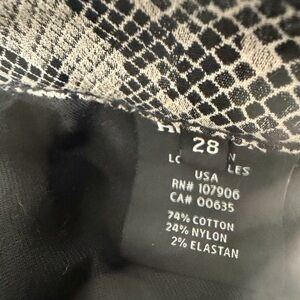 28
USA
RN# 107906
CA# 00635
74% COTTON
24% NYLON
2% ELASTAN